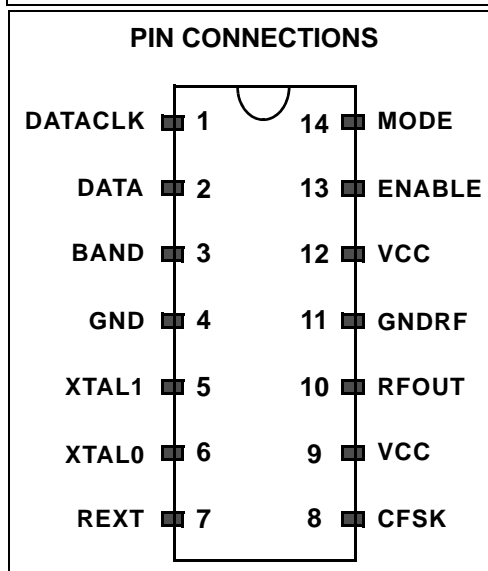 PIN CONNECTIONS
DATACLK 1 14 MODE
DATA 2 13 ENABLE
BAND 3 12 VCC
GND 4 11 GNDRF
XTAL1 5 10 RFOUT
XTAL0 6 9 VCC
REXT 7 8 CFSK